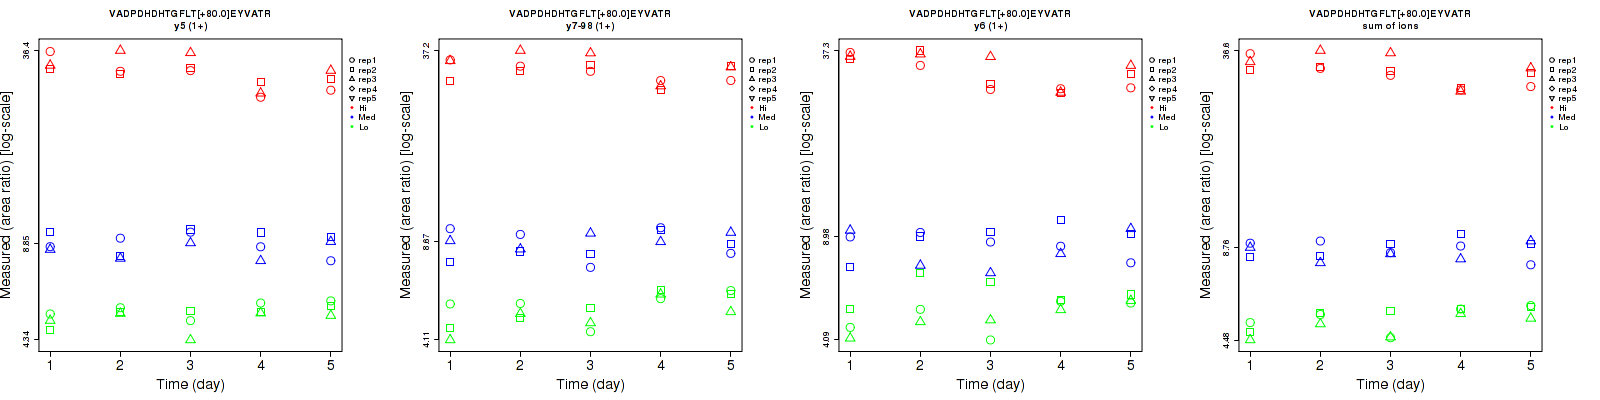 VADPDHDHTGFLT[+80.0]EYVATR
y5 (1+)
Measured (area ratio) [log-scale]
36.4
8.85
4.34
1 2 3 4 5
Time (day)
rep1
rep2
rep3
rep4
rep5
Hi
Med
Lo
VADPDHDHTGFLT[+80.0]EYVATR
y7-98 (1+)
Measured (area ratio) [log-scale]
37.2
8.67
4.11
1 2 3 4 5
Time (day)
rep1
rep2
rep3
rep4
rep5
Hi
Med
Lo
VADPDHDHTGFLT[+80.0]EYVATR
y6 (1+)
Measured (area ratio) [log-scale]
37.3
8.98
4.09
1 2 3 4 5
Time (day)
rep1
rep2
rep3
rep4
rep5
Hi
Med
Lo
VADPDHDHTGFLT[+80.0]EYVATR
sum of ions
Measured (area ratio) [log-scale]
36.6
8.76
4.48
1 2 3 4 5
Time (day)
rep1
rep2
rep3
rep4
rep5
Hi
Med
Lo